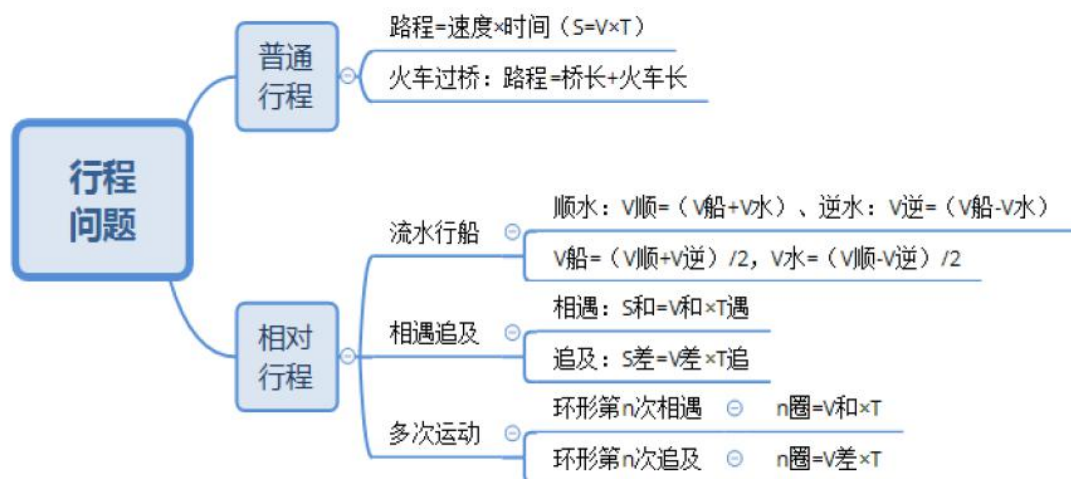 行程
问题
普通
行程
路程=速度×时间（S=V×T）
火车过桥：路程=桥长+火车长
相对
行程
流水行船
顺水：V顺=（V船+V水）、逆水：V逆=（V船-V水）
V船=（V顺+V逆）/2，V水=（V顺-V逆）/2
相遇追及
相遇：S和=V和×T遇
追及：S差=V差×T追
多次运动
环形第n次相遇 n圈=V和×T
环形第n次追及 n圈=V差×T